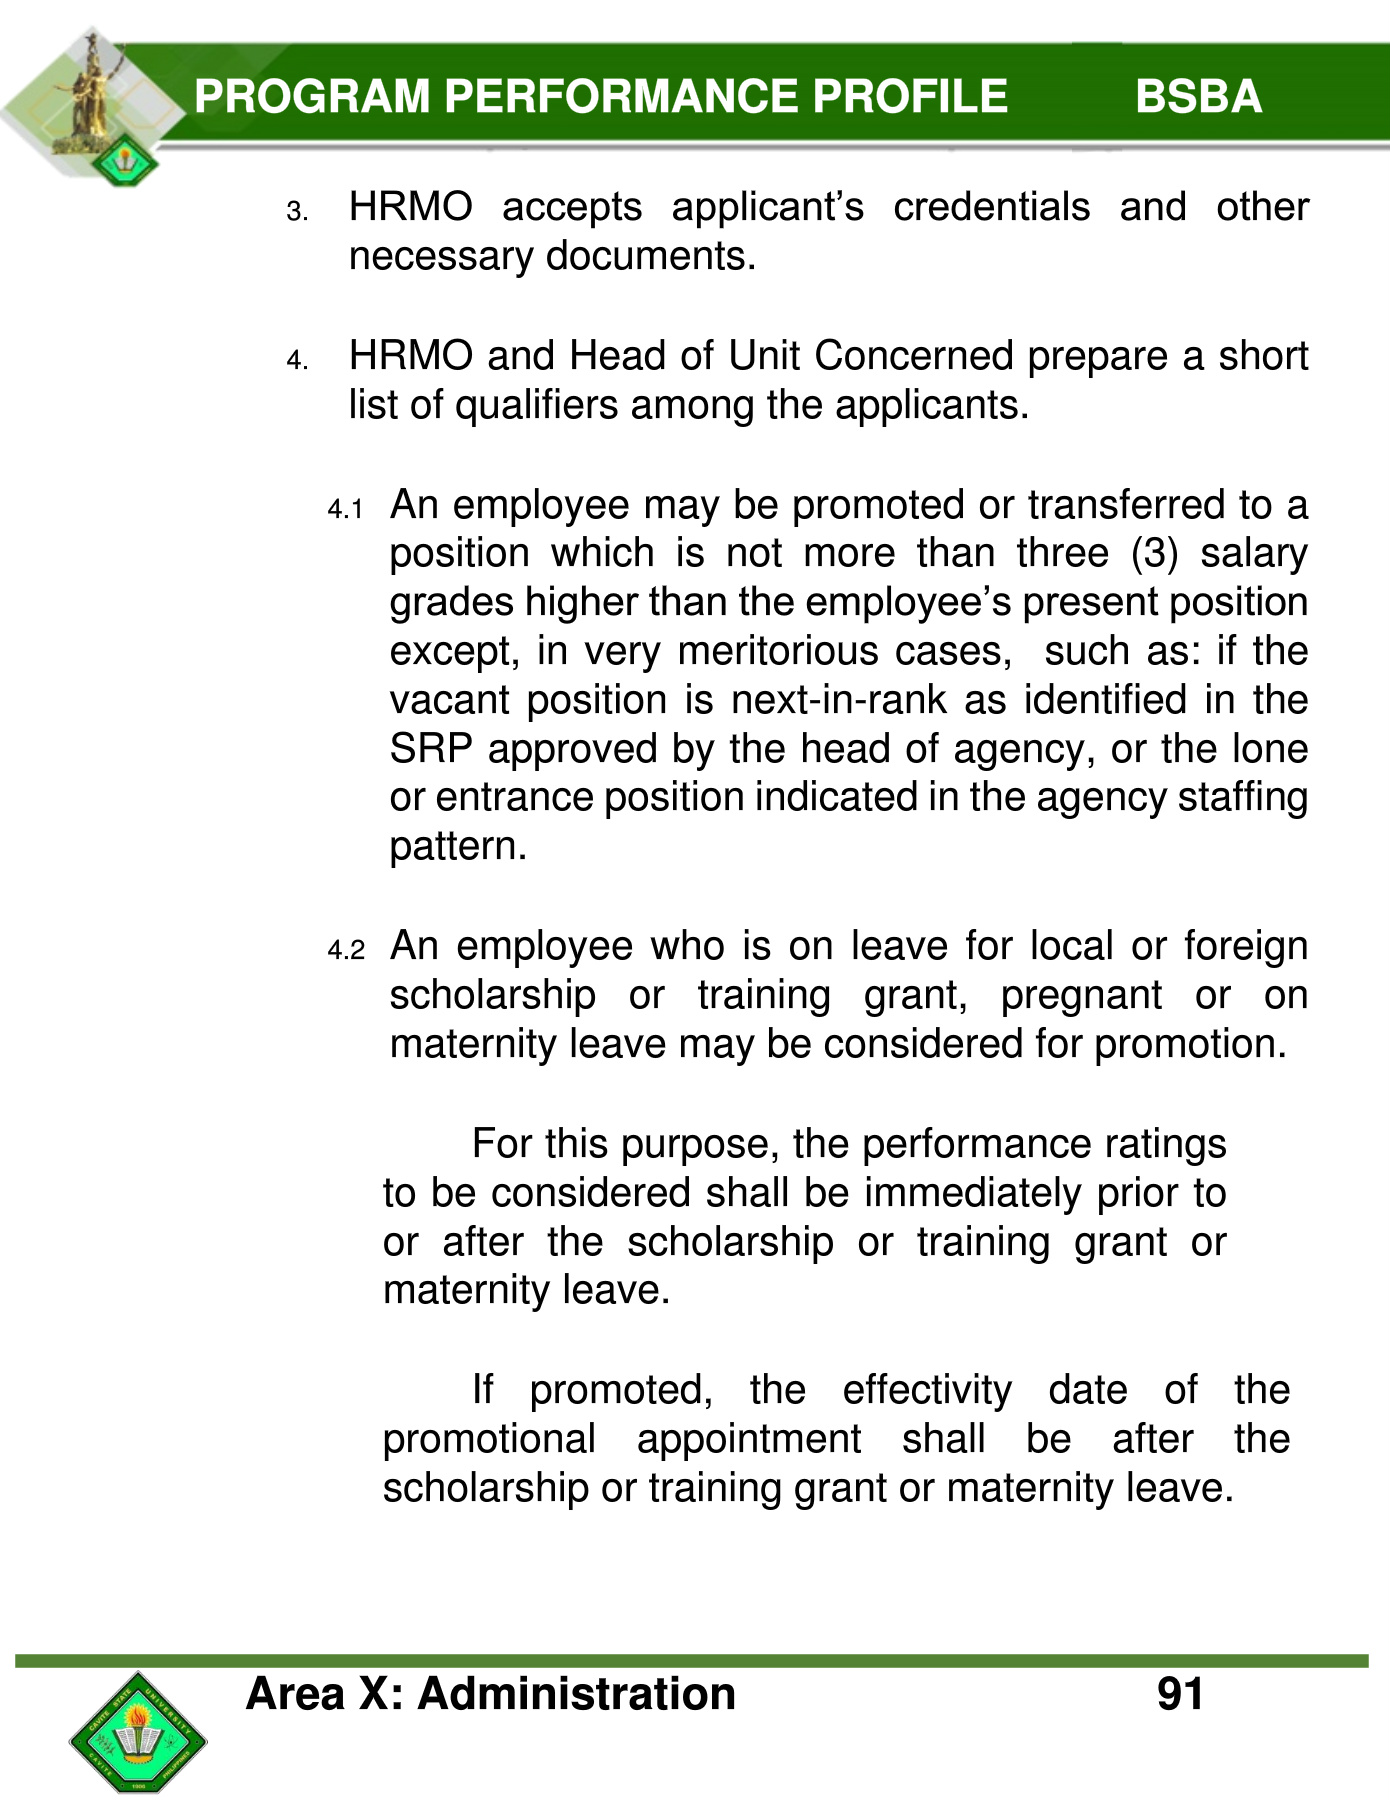 PROGRAM PERFORMANCE PROFILE BSBA
3. HRMO accepts applicant’s credentials and other
necessary documents.
4. HRMO and Head of Unit Concerned prepare a short
list of qualifiers among the applicants.
4.1 An employee may be promoted or transferred to a
position which is not more than three (3) salary
grades higher than the employee’s present position
except, in very meritorious cases, such as: if the
vacant position is next-in-rank as identified in the
SRP approved by the head of agency, or the lone
or entrance position indicated in the agency staffing
pattern.
4.2 An employee who is on leave for local or foreign
scholarship or training grant, pregnant or on
maternity leave may be considered for promotion.
For this purpose, the performance ratings
to be considered shall be immediately prior to
or after the scholarship or training grant or
maternity leave.
If promoted, the effectivity date of the
promotional appointment shall be after the
scholarship or training grant or maternity leave.
Area X: Administration 91
CAVITE STATE UNIVERSITY
CAVITE
PHILIPPINES
1906